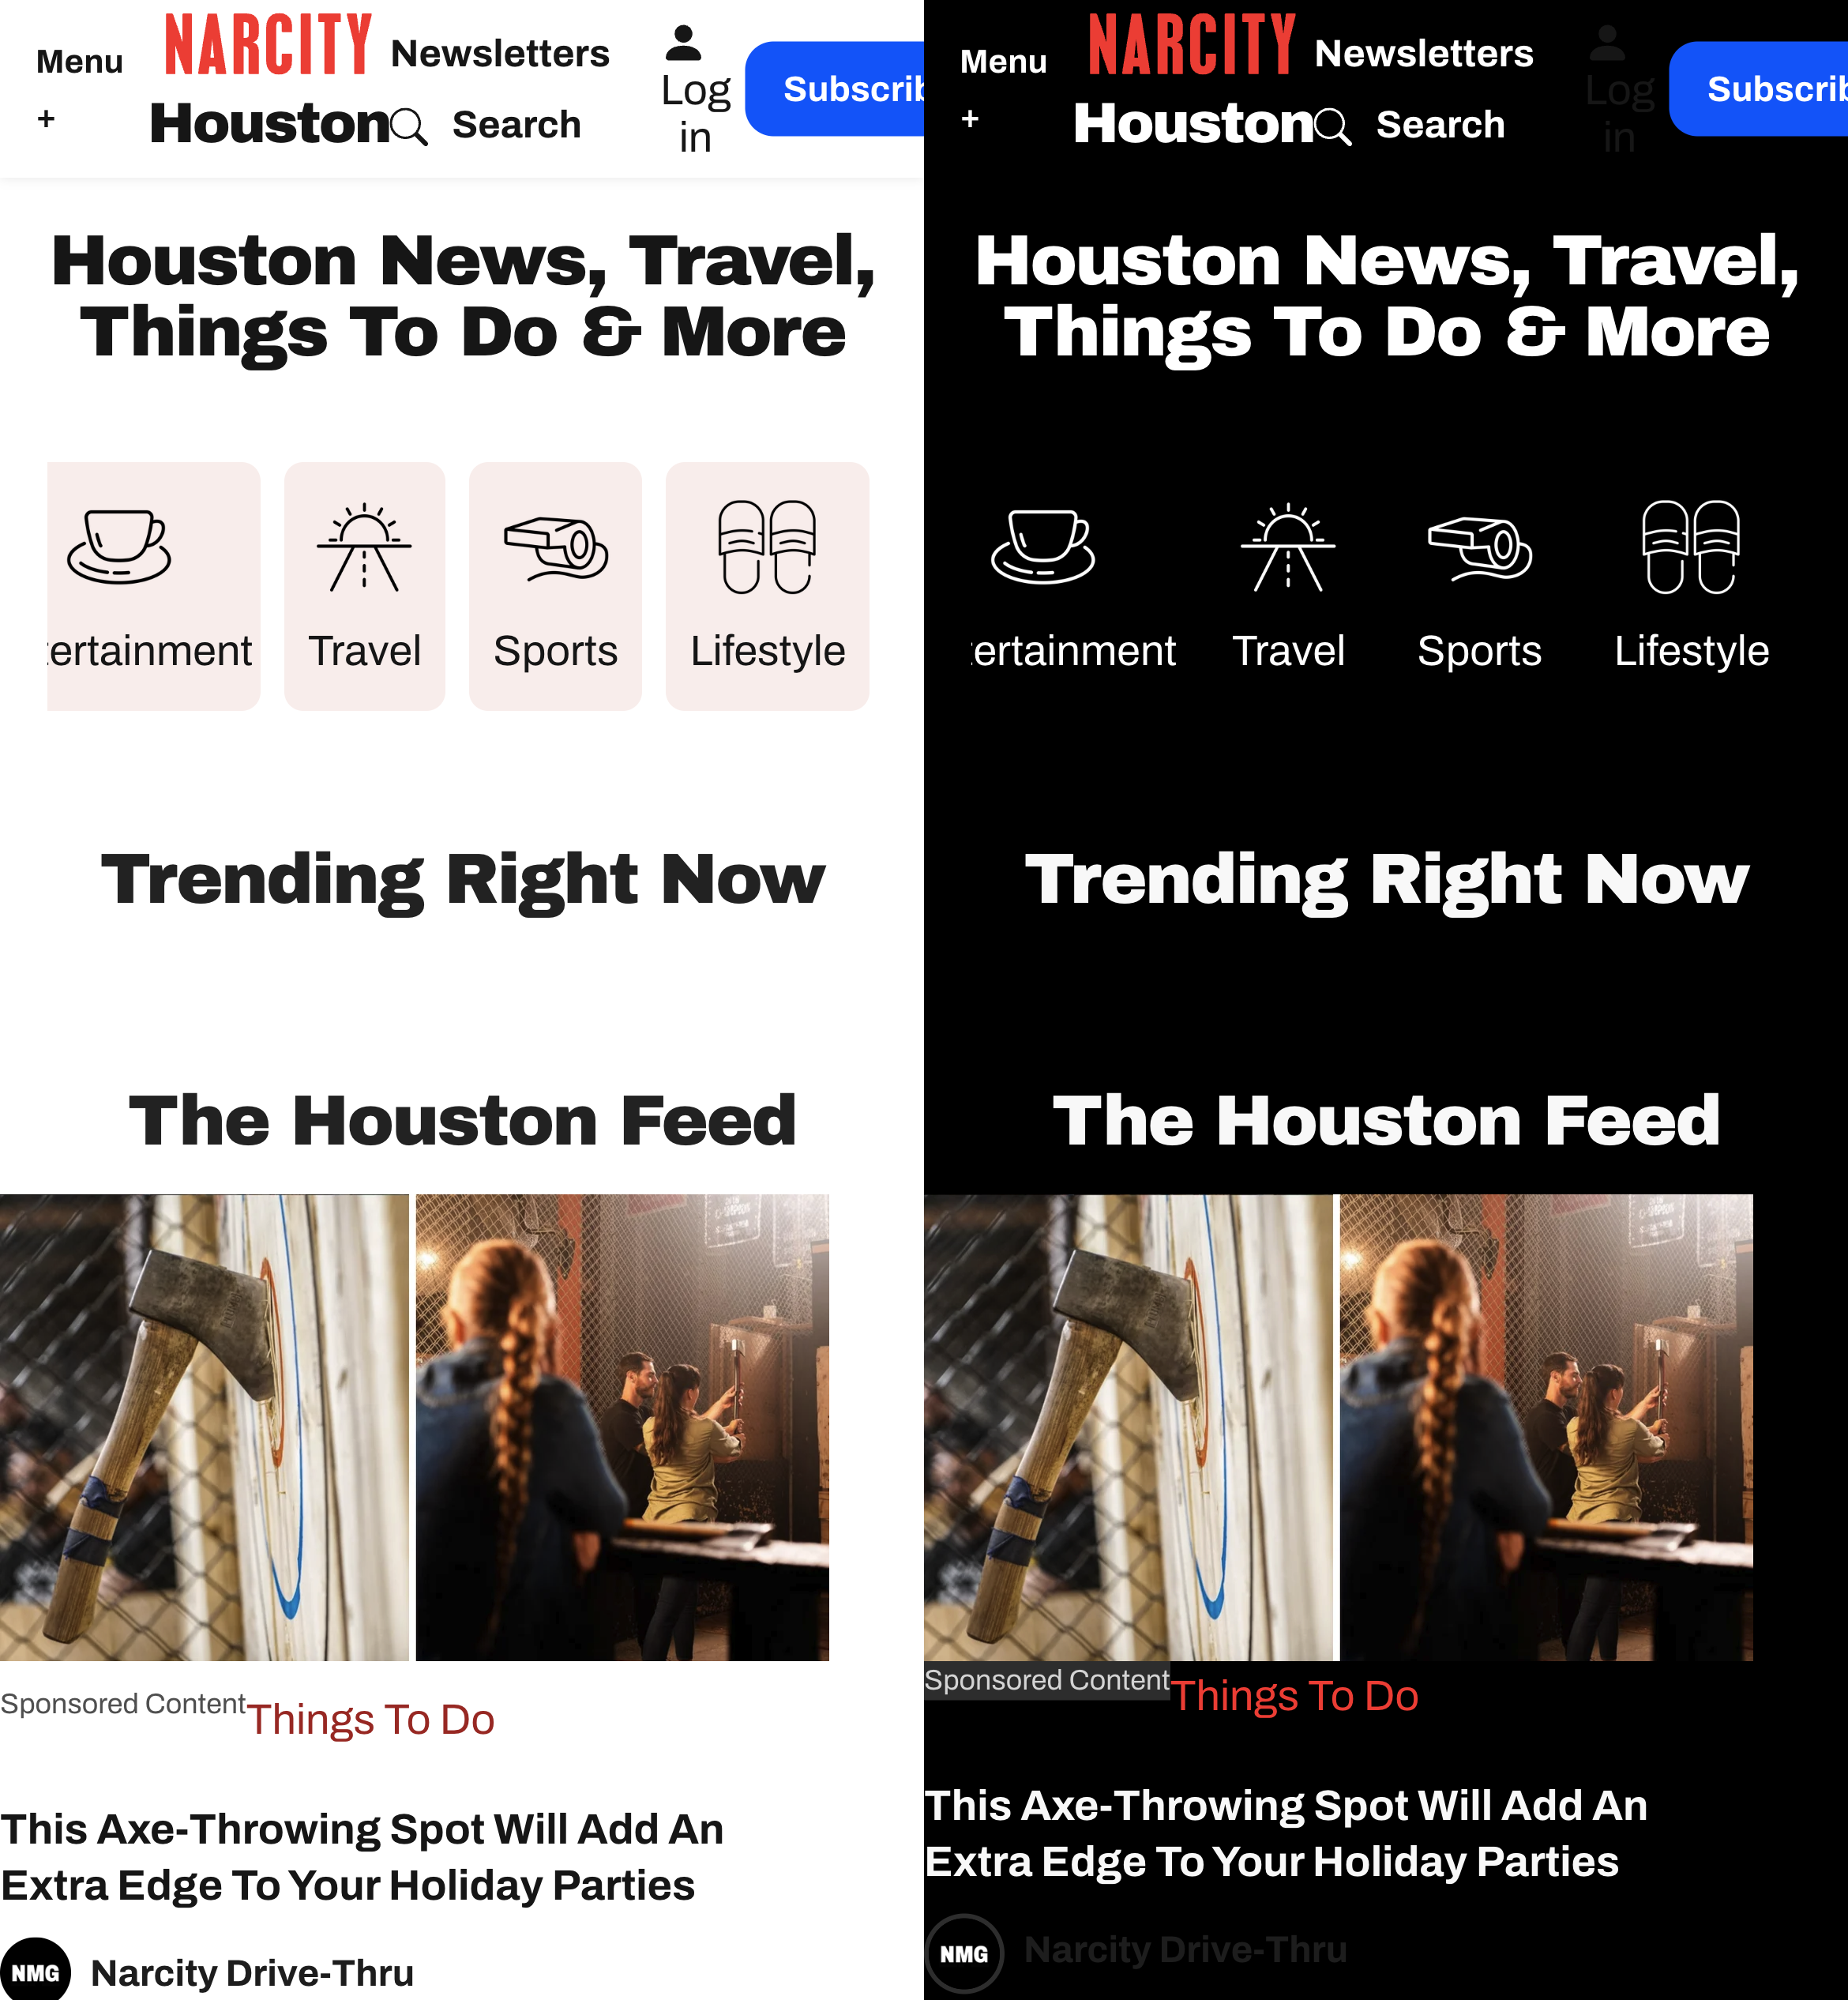 Menu
+
NARCITY
Houston
Newsletters
Search
Log
in
Subscrib
Houston News, Travel,
Things To Do & More
ertainment
Travel
Sports
Lifestyle
Trending Right Now
The Houston Feed
Sponsored Content
Things To Do
This Axe-Throwing Spot Will Add An
Extra Edge To Your Holiday Parties
NMG
Narcity Drive-Thru
Menu
+
NARCITY
Houston
Newsletters
Search
Log
in
Subscrib
Houston News, Travel,
Things To Do & More
ertainment
Travel
Sports
Lifestyle
Trending Right Now
The Houston Feed
Sponsored Content
Things To Do
This Axe-Throwing Spot Will Add An
Extra Edge To Your Holiday Parties
NMG
Narcity Drive-Thru